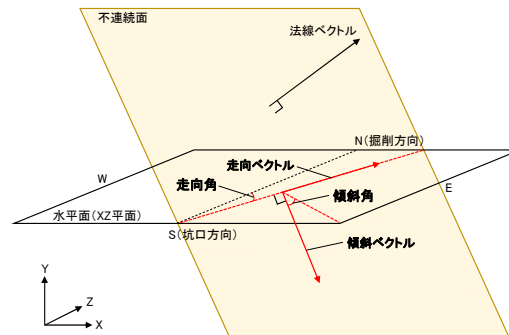 不連続面
法線ベクトル
N(掘削方向)
W
走向ベクトル
走向角
傾斜角
E
水平面(XZ平面)
S(坑口方向)
傾斜ベクトル
Y
Z
X